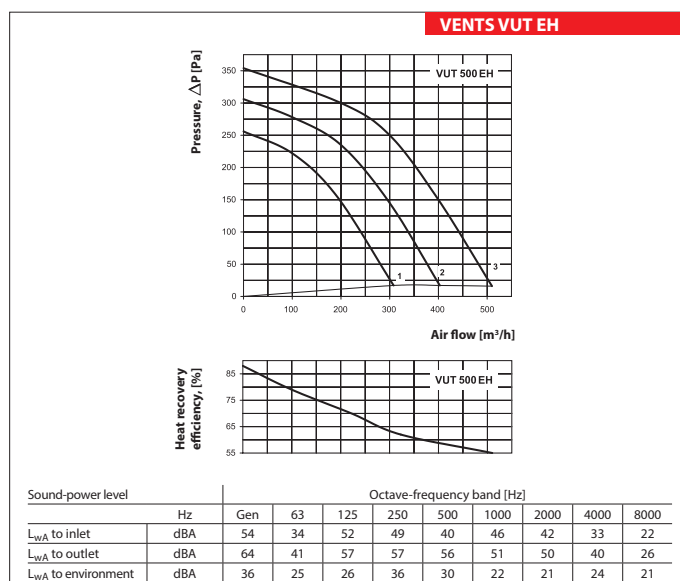 VENTS VUT EH
Pressure, △P [Pa]
VUT 500 EH
350
300
250
200
150
100
50
0
1
2
3
0 100 200 300 400 500
Air flow [m³/h]
Heat recovery
efficiency, [%]
VUT 500 EH
85
75
65
55
Sound-power level Octave-frequency band [Hz]
Hz Gen 63 125 250 500 1000 2000 4000 8000
LwA to inlet dBA 54 34 52 49 40 46 42 33 22
LwA to outlet dBA 64 41 57 57 56 51 50 40 26
LwA to environment dBA 36 25 26 36 30 22 21 24 21